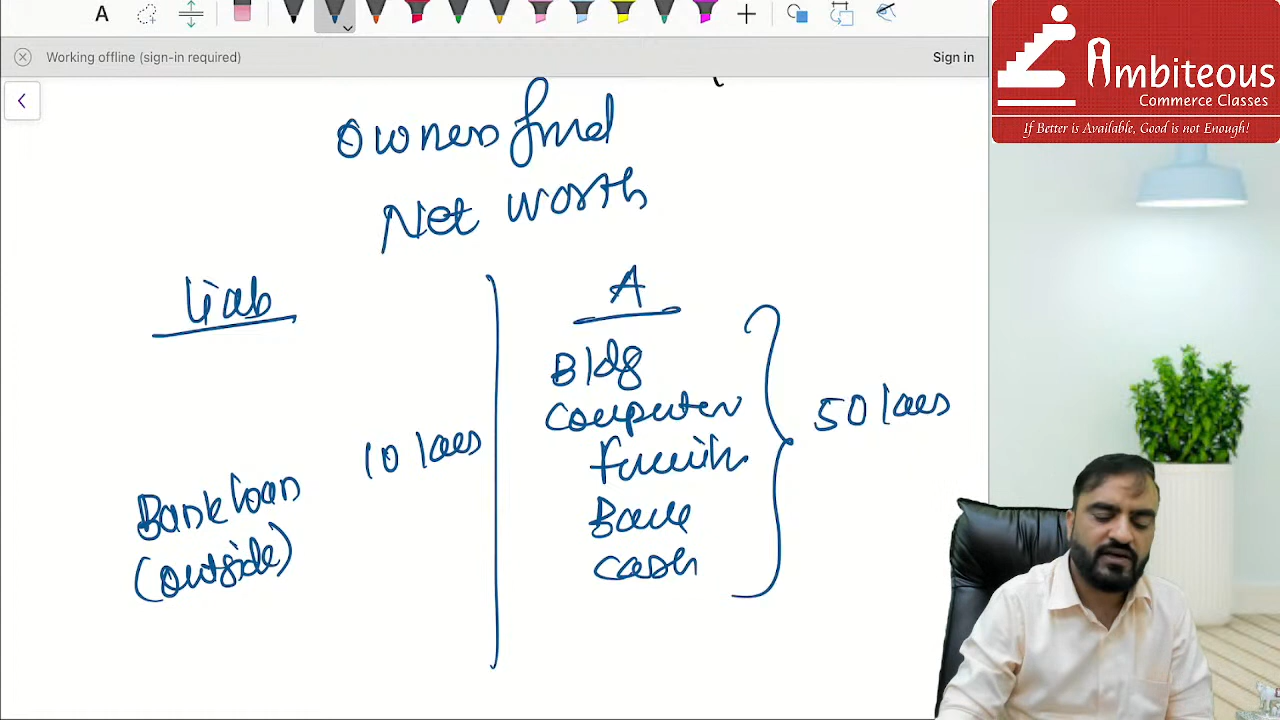 A
Working offline (sign-in required)
Sign in
Ambiteous
Commerce Classes
If Better is Available, Good is not Enough!
Owners fund
Net Worth
Liab
A
Bldg
Computer
50 lacs
10 lacs
Bank loan
(outside)
Bank
cash